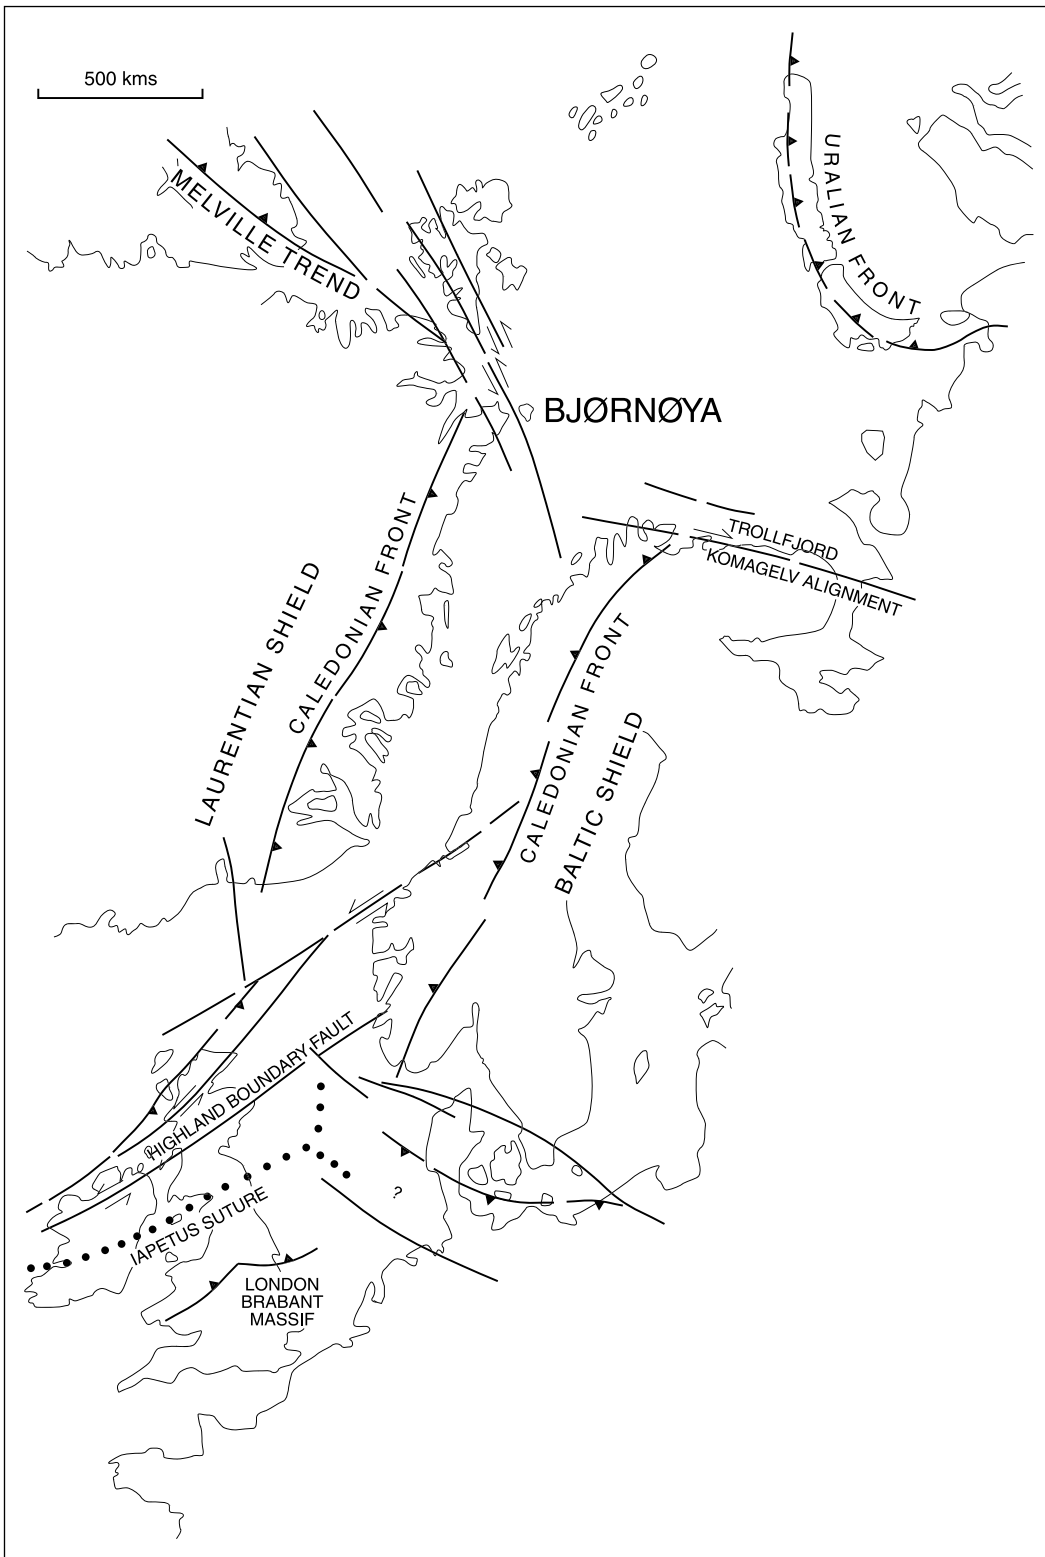 500 kms
URALIAN FRONT
MELVILLE TREND
BJØRNØYA
TROLLFJORD
KOMAGELV ALIGNMENT
CALEDONIAN FRONT
LAURENTIAN SHIELD
CALEDONIAN FRONT
BALTIC SHIELD
HIGHLAND BOUNDARY FAULT
?
IAPETUS SUTURE
LONDON
BRABANT
MASSIF